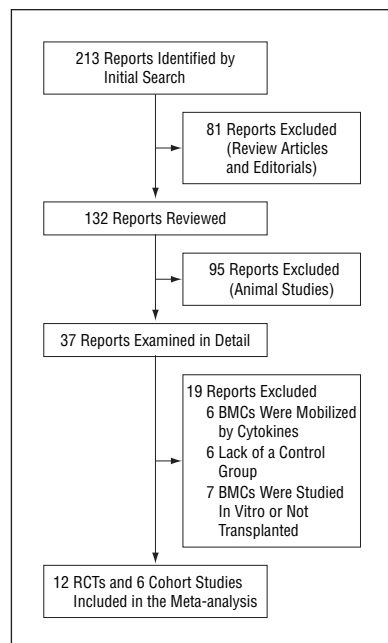 213 Reports Identified by
Initial Search
81 Reports Excluded
(Review Articles
and Editorials)
132 Reports Reviewed
95 Reports Excluded
(Animal Studies)
37 Reports Examined in Detail
19 Reports Excluded
6 BMCs Were Mobilized
by Cytokines
6 Lack of a Control
Group
7 BMCs Were Studied
In Vitro or Not
Transplanted
12 RCTs and 6 Cohort Studies
Included in the Meta-analysis